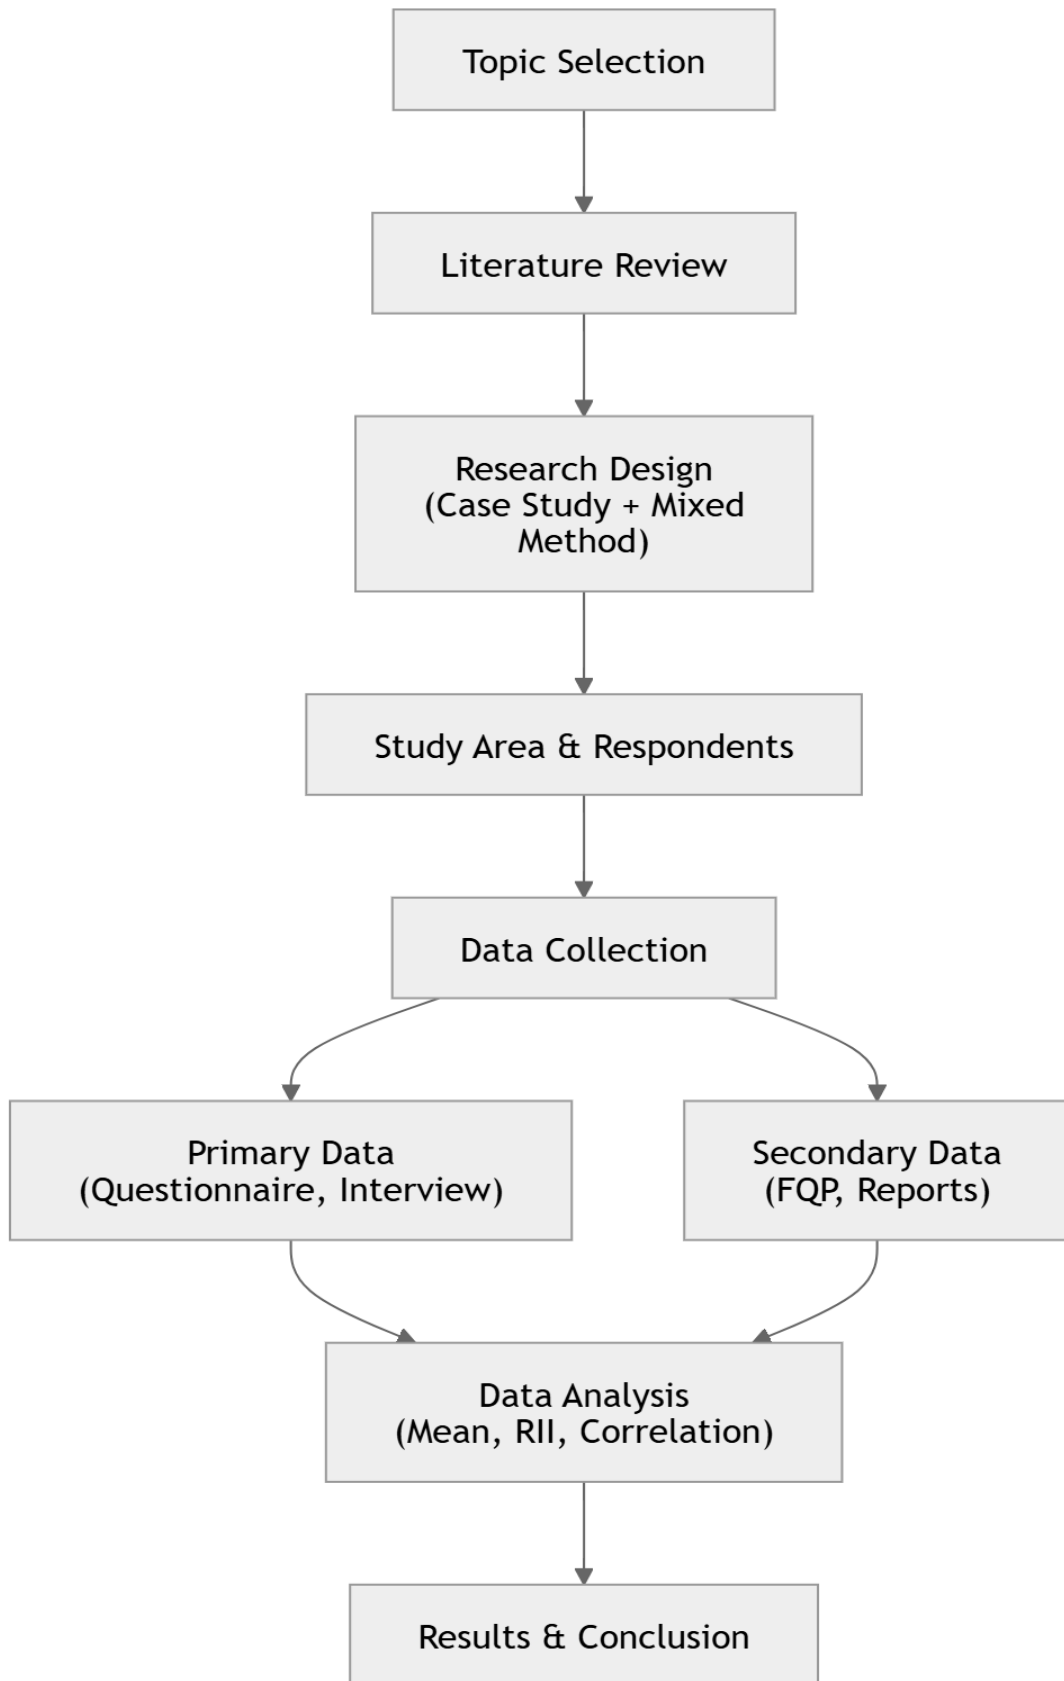 Topic Selection
Literature Review
Research Design
(Case Study + Mixed
Method)
Study Area & Respondents
Data Collection
Primary Data
(Questionnaire, Interview)
Secondary Data
(FQP, Reports)
Data Analysis
(Mean, RII, Correlation)
Results & Conclusion